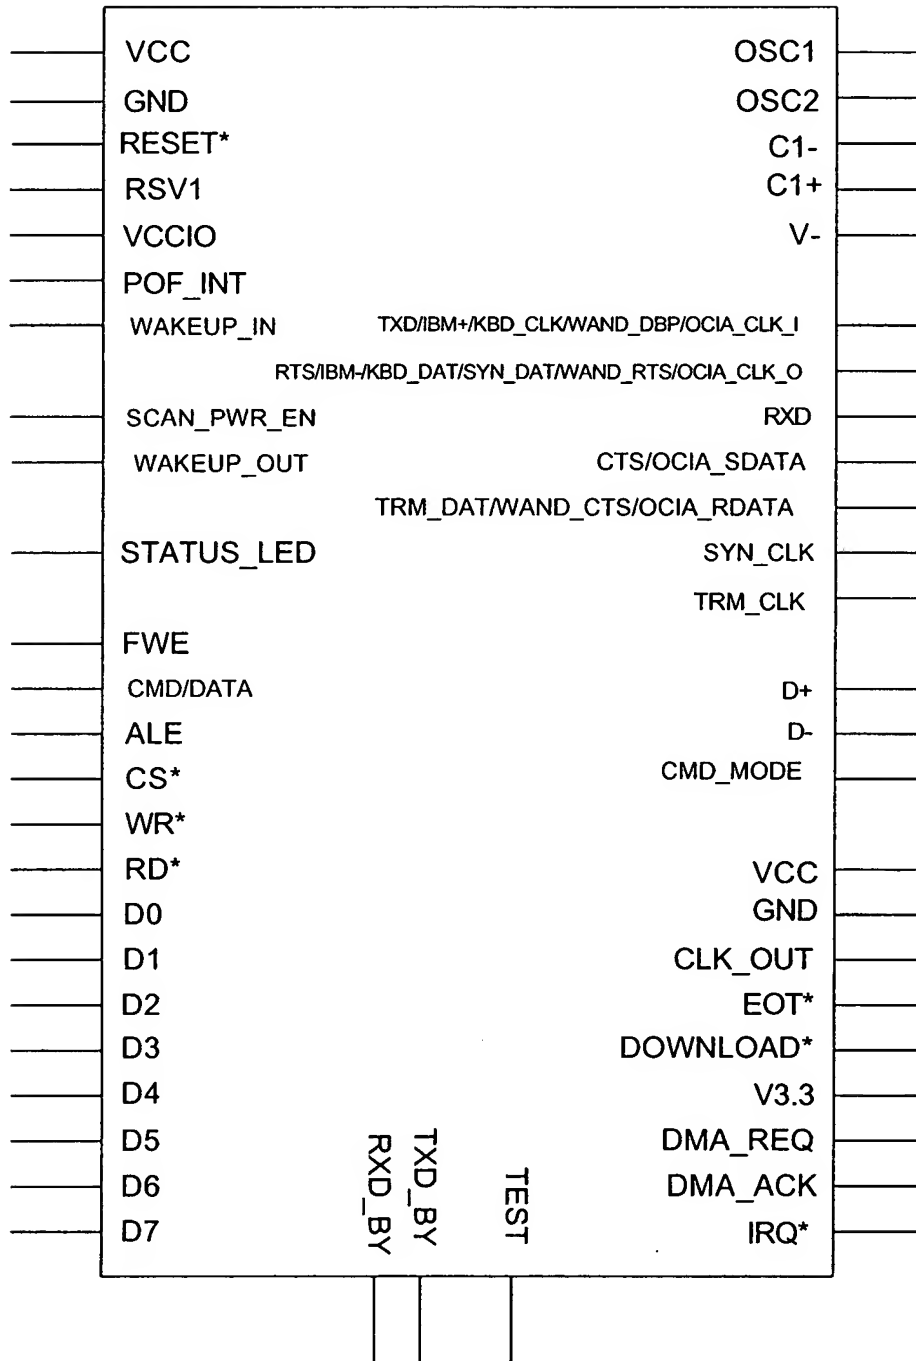 VCC
GND
RESET*
RSV1
VCCIO
POF_INT
WAKEUP_IN
SCAN_PWR_EN
WAKEUP_OUT
STATUS_LED
FWE
CMD/DATA
ALE
CS*
WR*
RD*
D0
D1
D2
D3
D4
D5
D6
D7
OSC1
OSC2
C1-
C1+
V-
TXD/IBM+/KBD_CLK/WAND_DBP/OCIA_CLK_I
RTS/IBM-/KBD_DAT/SYN_DAT/WAND_RTS/OCIA_CLK_O
RXD
CTS/OCIA_SDATA
TRM_DAT/WAND_CTS/OCIA_RDATA
SYN_CLK
TRM_CLK
D+
D-
CMD_MODE
VCC
GND
CLK_OUT
EOT*
DOWNLOAD*
V3.3
DMA_REQ
DMA_ACK
IRQ*
RXD_BY
TXD_BY
TEST